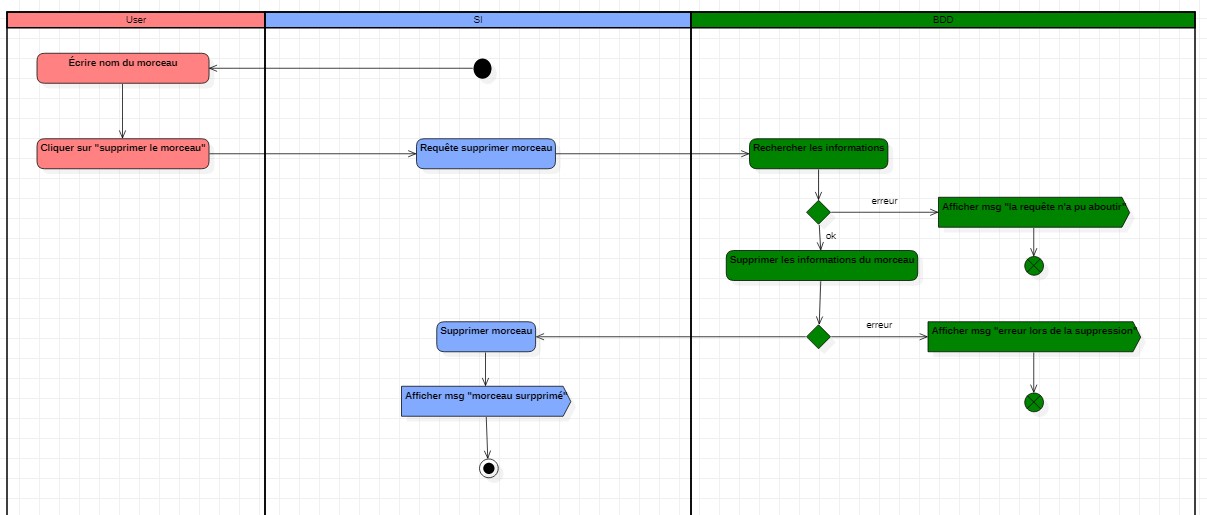 User
SI
BDD
Écrire nom du morceau
Cliquer sur "supprimer le morceau"
Requête supprimer morceau
Rechercher les informations
erreur
Afficher msg "la requête n'a pu aboutir"
ok
Supprimer les informations du morceau
Supprimer morceau
erreur
Afficher msg "erreur lors de la suppression"
Afficher msg "morceau surpprimé"